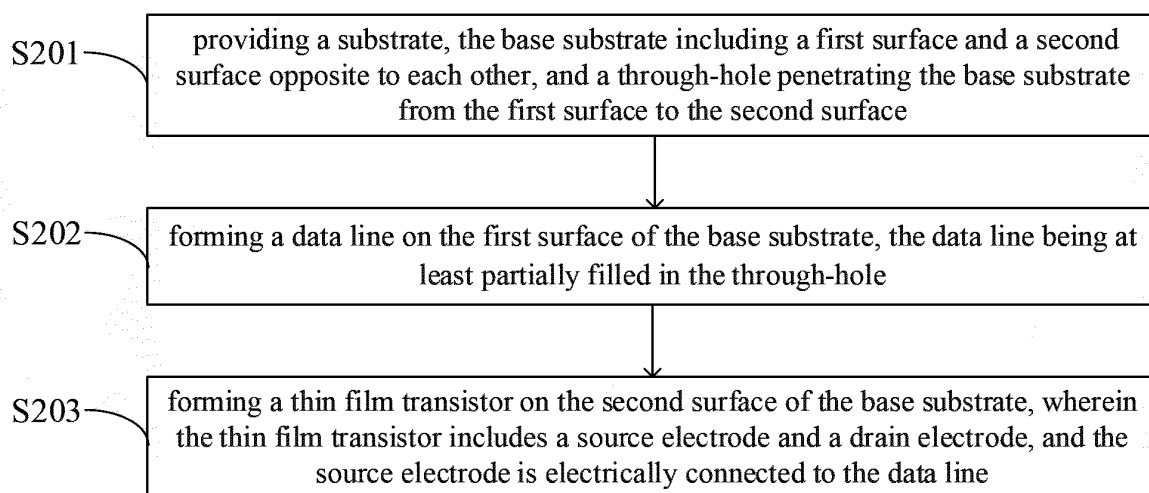 S201
providing a substrate, the base substrate including a first surface and a second
surface opposite to each other, and a through-hole penetrating the base substrate
from the first surface to the second surface
S202
forming a data line on the first surface of the base substrate, the data line being at
least partially filled in the through-hole
S203
forming a thin film transistor on the second surface of the base substrate, wherein
the thin film transistor includes a source electrode and a drain electrode, and the
source electrode is electrically connected to the data line